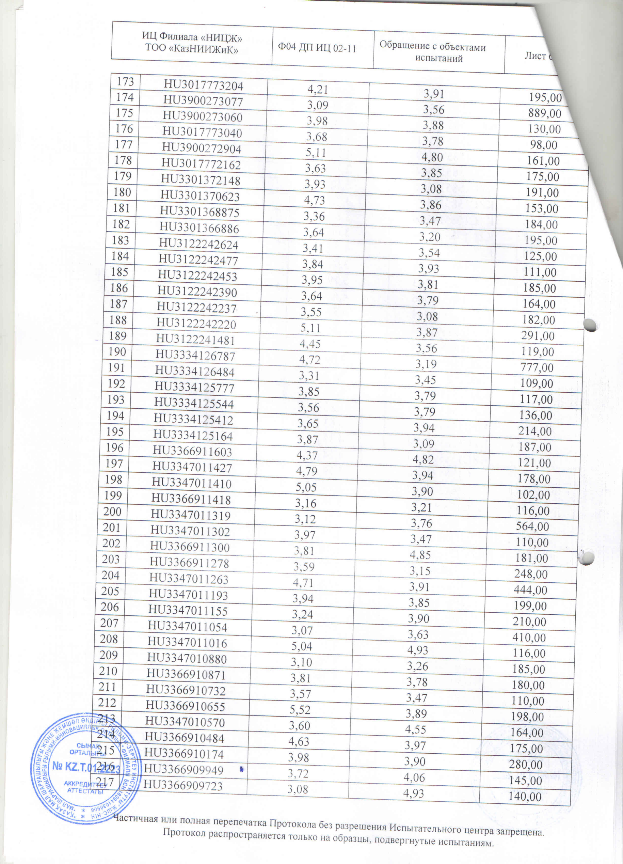 ИЦ Филиала «НИЦЖ»
ТОО «КазНИИЖиК»
Ф04 ДП ИЦ 02-11
Обращение с объектами
испытаний
Лист
173 HU3017773204 4,21 3,91 195,00
174 HU3900273077 3,09 3,56 889,00
175 HU3900273060 3,98 3,88 130,00
176 HU3017773040 3,68 3,78 98,00
177 HU3900272904 5,11 4,80 161,00
178 HU3017772162 3,63 3,85 175,00
179 HU3301372148 3,93 3,08 191,00
180 HU3301370623 4,73 3,86 153,00
181 HU3301368875 3,36 3,47 184,00
182 HU3301366886 3,64 3,20 195,00
183 HU3122242624 3,41 3,54 125,00
184 HU3122242477 3,84 3,93 111,00
185 HU3122242453 3,95 3,81 185,00
186 HU3122242390 3,64 3,79 164,00
187 HU3122242237 3,55 3,08 182,00
188 HU3122242220 5,11 3,87 291,00
189 HU3122241481 4,45 3,56 119,00
190 HU3334126787 4,72 3,19 777,00
191 HU3334126484 3,31 3,45 109,00
192 HU3334125777 3,85 3,79 117,00
193 HU3334125544 3,56 3,79 136,00
194 HU3334125412 3,65 3,94 214,00
195 HU3334125164 3,87 3,09 187,00
196 HU3366911603 4,37 4,82 121,00
197 HU3347011427 4,79 3,94 178,00
198 HU3347011410 5,05 3,90 102,00
199 HU3366911418 3,16 3,21 116,00
200 HU3347011319 3,12 3,76 564,00
201 HU3347011302 3,97 3,47 110,00
202 HU3366911300 3,81 4,85 181,00
203 HU3366911278 3,59 3,15 248,00
204 HU3347011263 4,71 3,91 444,00
205 HU3347011193 3,94 3,85 199,00
206 HU3347011155 3,24 3,90 210,00
207 HU3347011054 3,07 3,63 410,00
208 HU3347011016 5,04 4,93 116,00
209 HU3347010880 3,10 3,26 185,00
210 HU3366910871 3,81 3,78 180,00
211 HU3366910732 3,57 3,47 110,00
212 HU3366910655 5,52 3,89 198,00
213 HU3347010570 3,60 4,55 164,00
214 HU3366910484 4,63 3,97 175,00
215 HU3366910174 3,98 3,90 280,00
216 HU3366909949 3,72 4,06 145,00
217 HU3366909723 3,08 4,93 140,00
СЫНАҚ
ОРТАЛЫҒЫ
№ KZ.T.01.2223
АККРЕДИТТЕУ
АТТЕСТАТЫ
Частичная или полная перепечатка Протокола без разрешения Испытательного центра запрещена.
Протокол распространяется только на образцы, подвергнутые испытаниям.